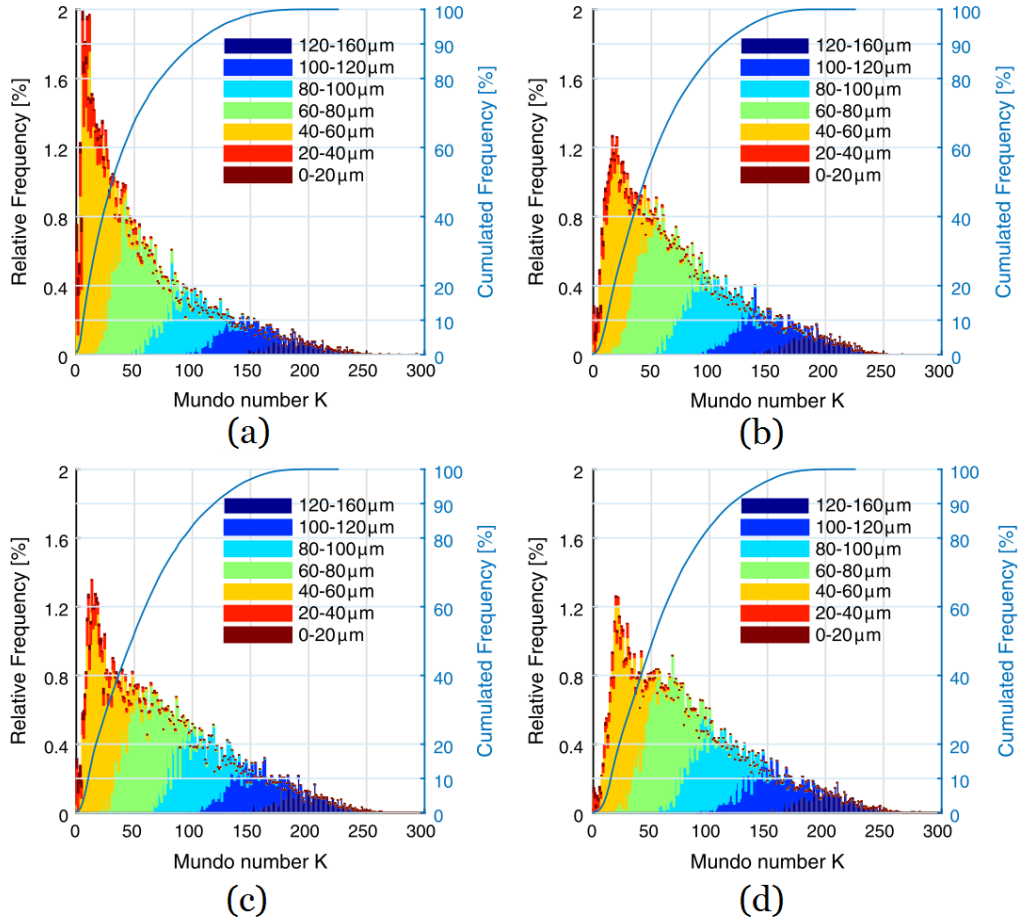 2
1.6
1.2
0.8
0.4
0
Relative Frequency [%]
100
90
80
60
40
20
10
0
Cumulated Frequency [%]
120-160μm
100-120μm
80-100μm
60-80μm
40-60μm
20-40μm
0-20μm
0 50 100 150 200 250 300
Mundo number K
(a)
2
1.6
1.2
0.8
0.4
0
Relative Frequency [%]
100
90
80
60
40
20
10
0
Cumulated Frequency [%]
120-160μm
100-120μm
80-100μm
60-80μm
40-60μm
20-40μm
0-20μm
0 50 100 150 200 250 300
Mundo number K
(b)
2
1.6
1.2
0.8
0.4
0
Relative Frequency [%]
100
90
80
60
40
20
10
0
Cumulated Frequency [%]
120-160μm
100-120μm
80-100μm
60-80μm
40-60μm
20-40μm
0-20μm
0 50 100 150 200 250 300
Mundo number K
(c)
2
1.6
1.2
0.8
0.4
0
Relative Frequency [%]
100
90
80
60
40
20
10
0
Cumulated Frequency [%]
120-160μm
100-120μm
80-100μm
60-80μm
40-60μm
20-40μm
0-20μm
0 50 100 150 200 250 300
Mundo number K
(d)